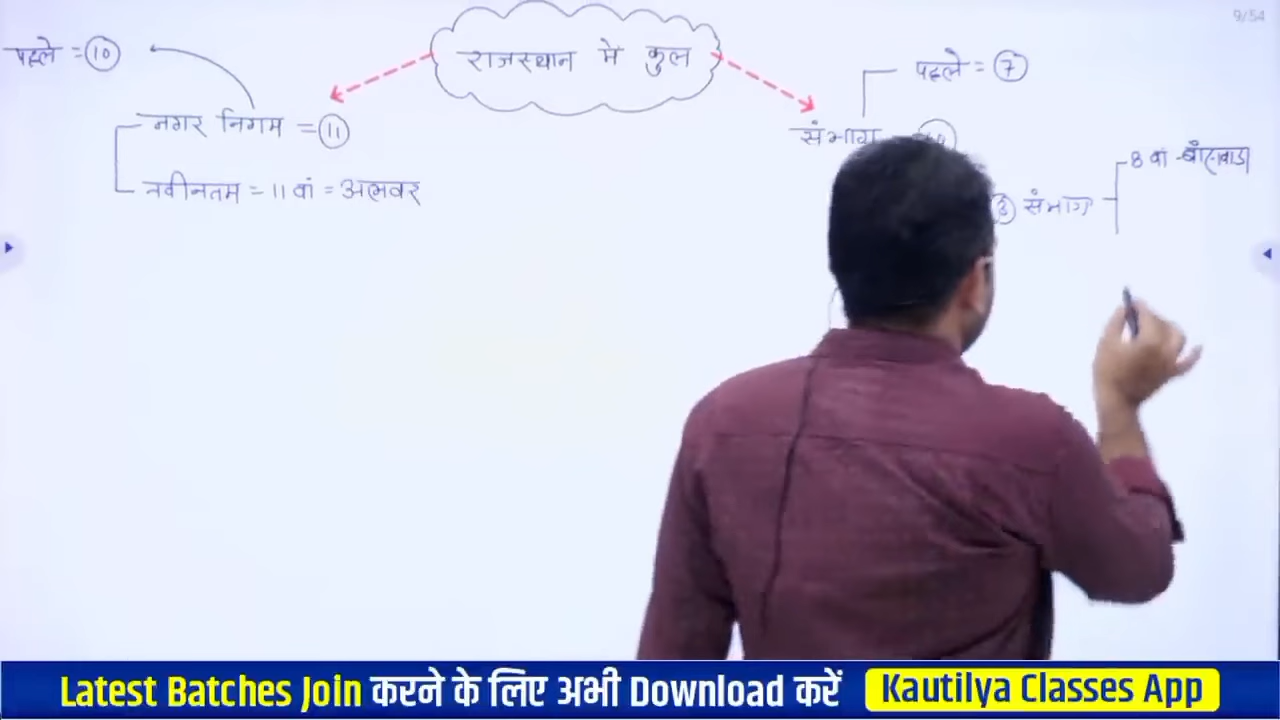 9/54
राजस्थान मे कुल
पहले = 10
नगर निगम = 11
नवीनतम = 11 वां = अलवर
पहले = 7
संभाग
संभाग
8 वां - बाँसवाडा
Latest Batches Join करने के लिए अभी Download करें
Kautilya Classes App